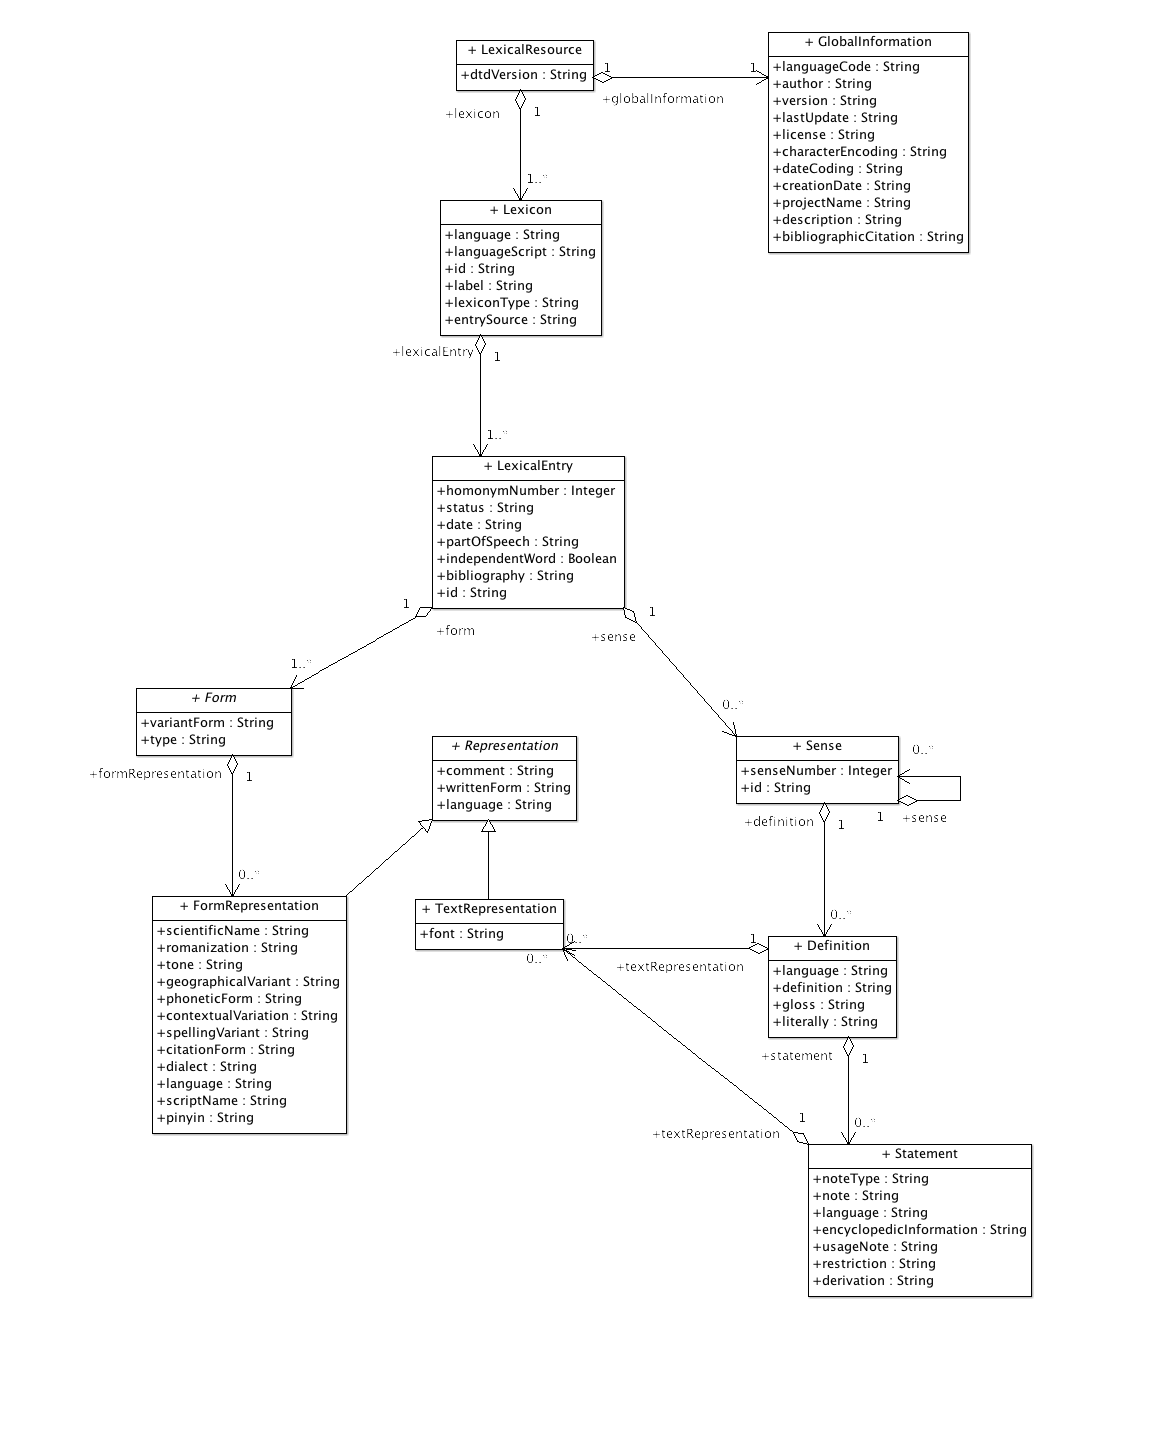 + LexicalResource
+dtdVersion : String
+ GlobalInformation
+languageCode : String
+author : String
+version : String
+lastUpdate : String
+license : String
+characterEncoding : String
+dateCoding : String
+creationDate : String
+projectName : String
+description : String
+bibliographicCitation : String
1
1
+globalInformation
+lexicon
1
1..*
+ Lexicon
+language : String
+languageScript : String
+id : String
+label : String
+lexiconType : String
+entrySource : String
+lexicalEntry
1
1..*
+ LexicalEntry
+homonymNumber : Integer
+status : String
+date : String
+partOfSpeech : String
+independentWord : Boolean
+bibliography : String
+id : String
1
+form
1..*
1
+sense
0..*
+ Form
+variantForm : String
+type : String
+formRepresentation
1
0..*
+ Representation
+comment : String
+writtenForm : String
+language : String
+ Sense
+senseNumber : Integer
+id : String
0..*
1
+sense
+definition
1
0..*
+ FormRepresentation
+scientificName : String
+romanization : String
+tone : String
+geographicalVariant : String
+phoneticForm : String
+contextualVariation : String
+spellingVariant : String
+citationForm : String
+dialect : String
+language : String
+scriptName : String
+pinyin : String
+ TextRepresentation
+font : String
0..*
1
+textRepresentation
0..*
+ Definition
+language : String
+definition : String
+gloss : String
+literally : String
+statement
1
0..*
1
+textRepresentation
+ Statement
+noteType : String
+note : String
+language : String
+encyclopedicInformation : String
+usageNote : String
+restriction : String
+derivation : String